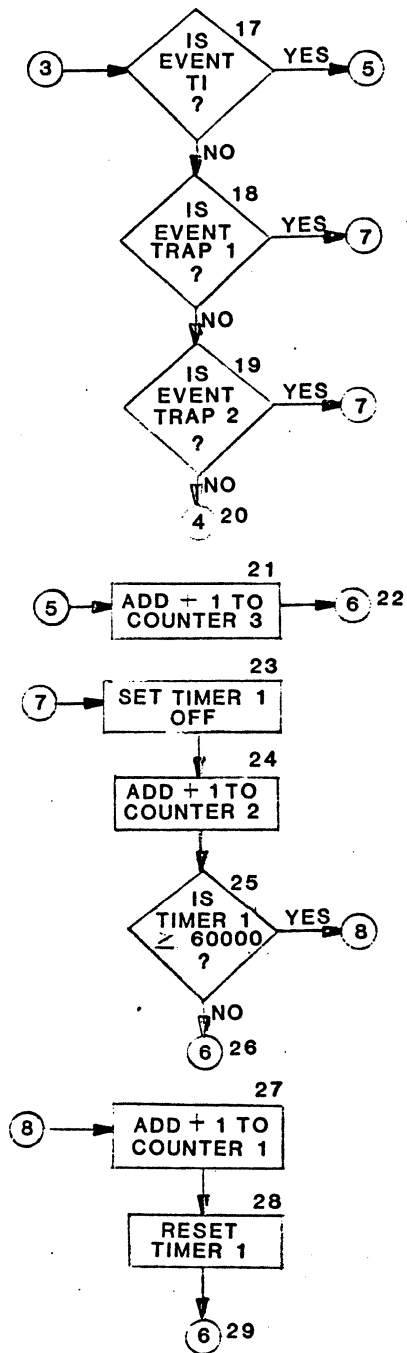 17
IS
EVENT
TI
?
3
YES
5
NO
18
IS
EVENT
TRAP 1
?
YES
7
NO
19
IS
EVENT
TRAP 2
?
YES
7
NO
4 20
21
5
ADD + 1 TO
COUNTER 3
6 22
23
7
SET TIMER 1
OFF
24
ADD + 1 TO
COUNTER 2
25
IS
TIMER 1
≥ 60000
?
YES
8
NO
6 26
27
8
ADD + 1 TO
COUNTER 1
28
RESET
TIMER 1
6 29